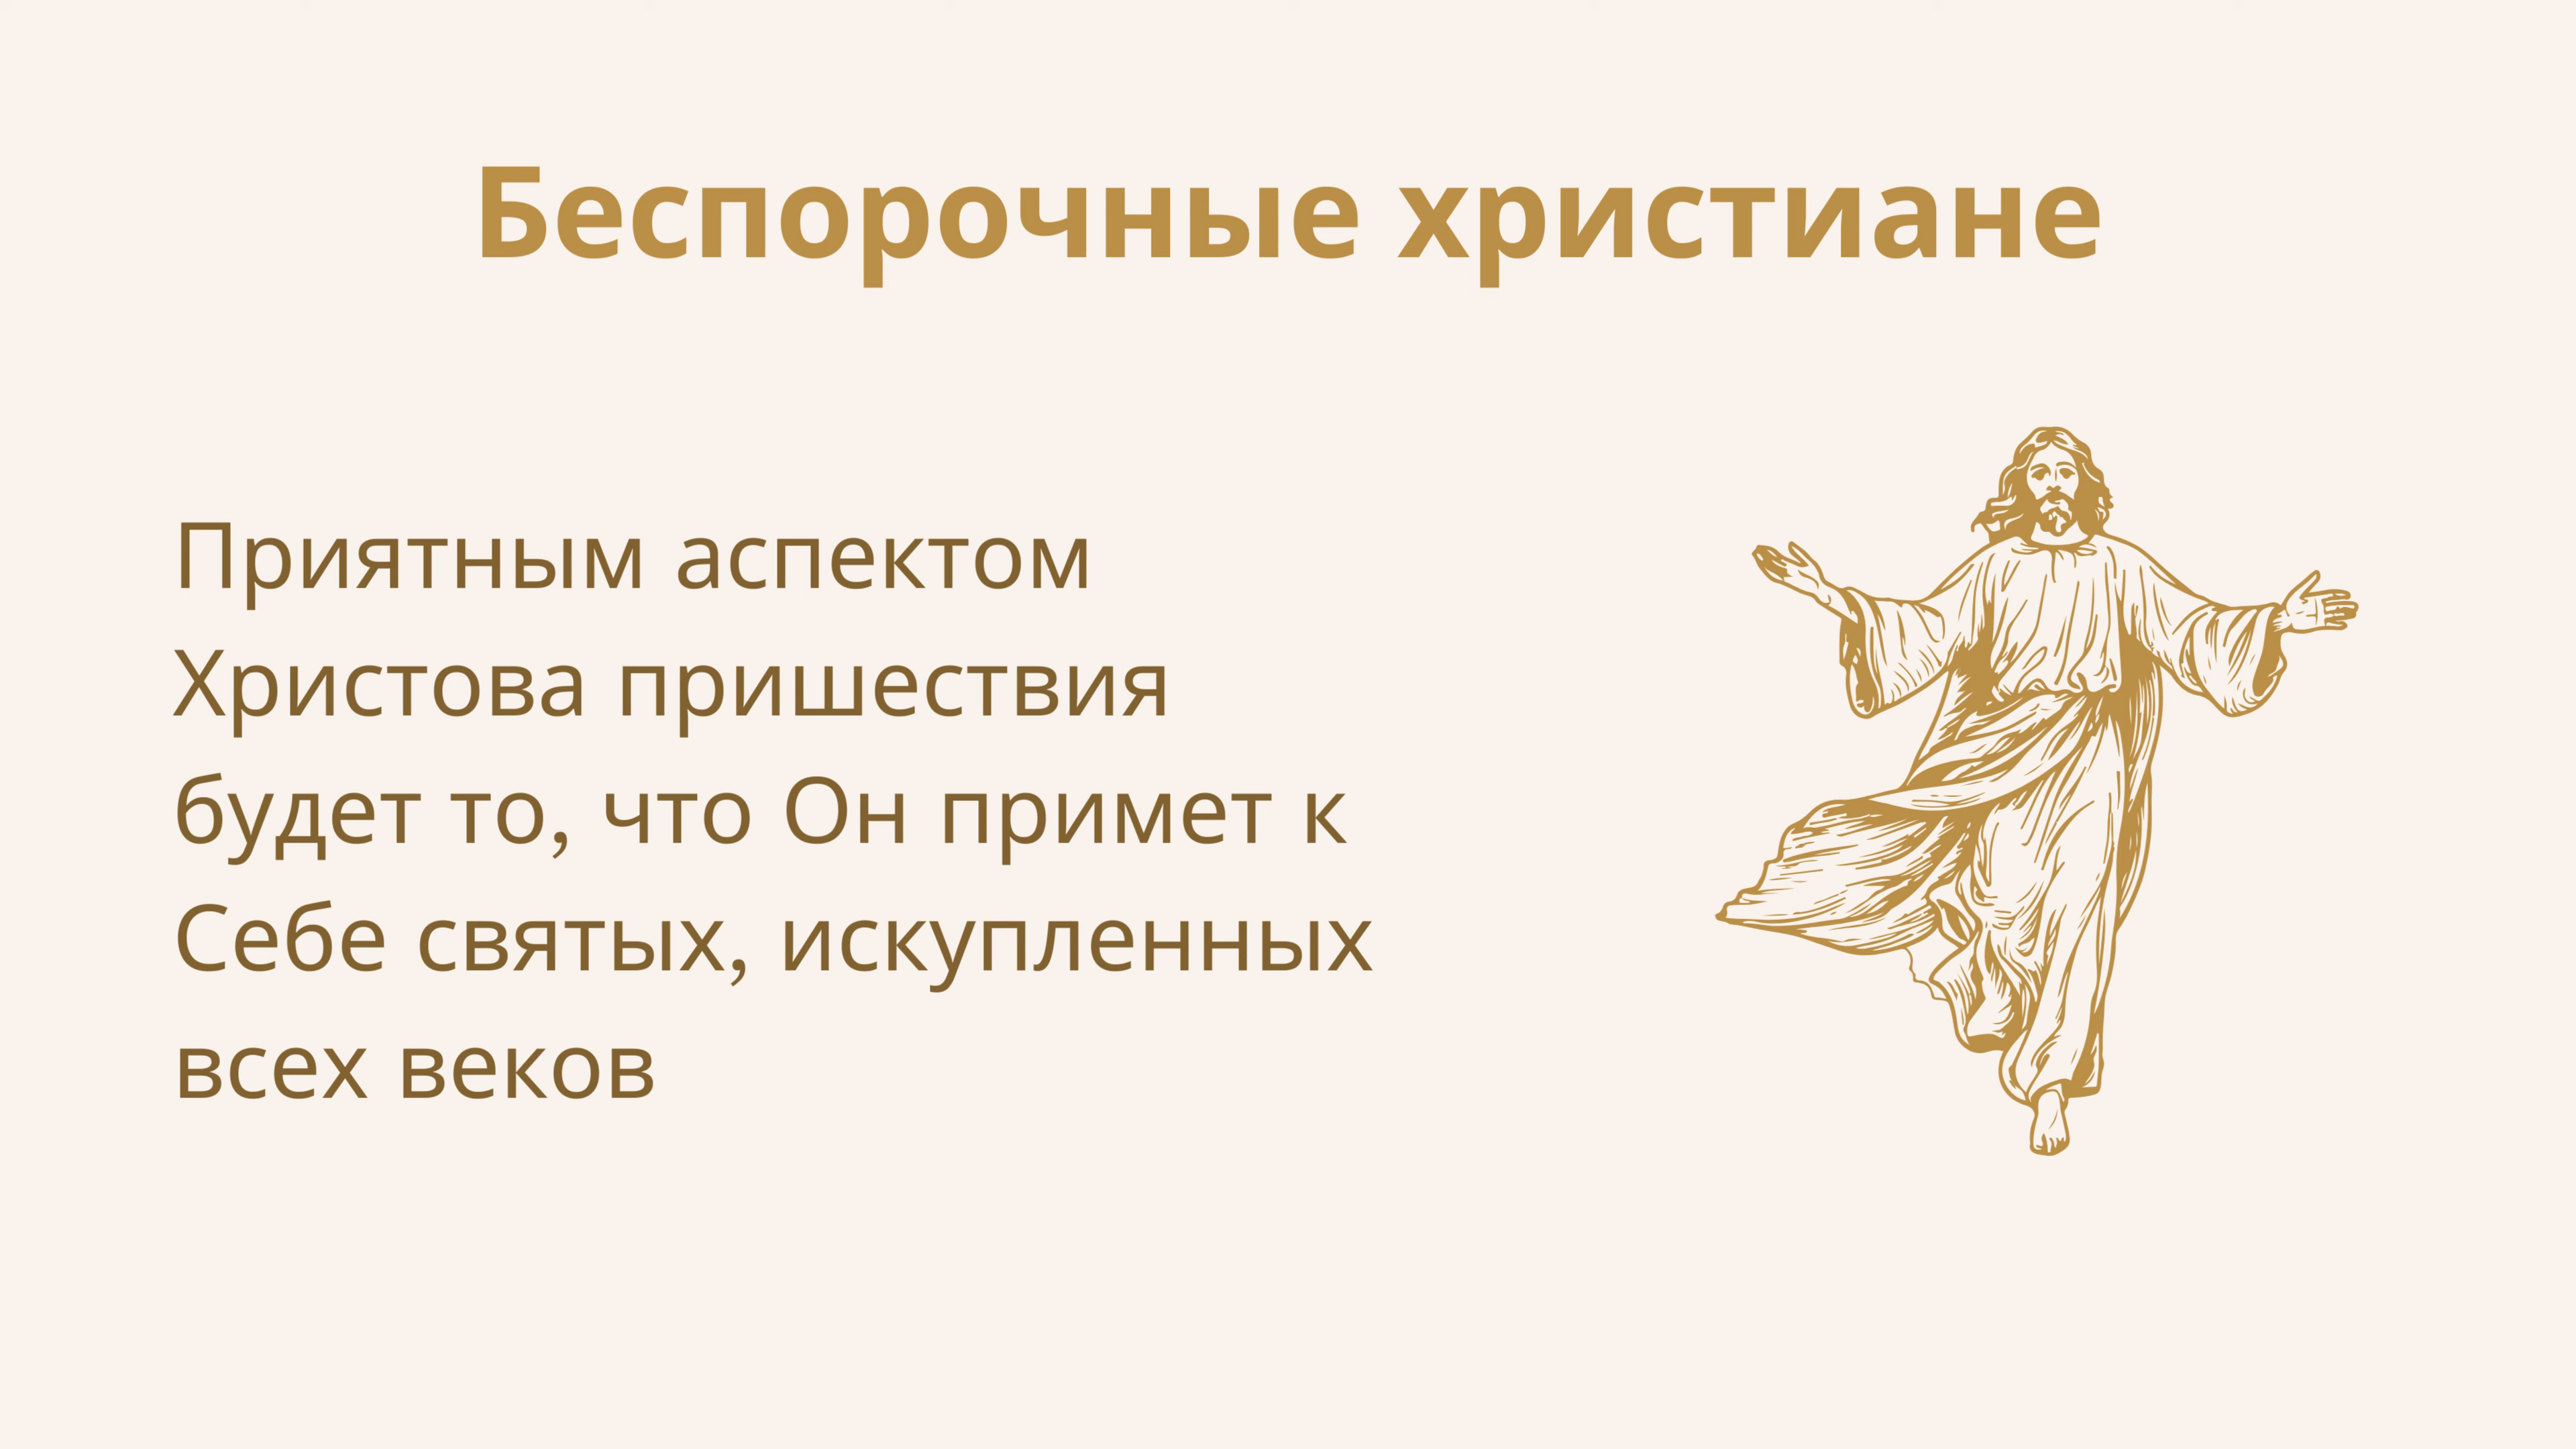 Беспорочные христиане
Приятным аспектом
Христова пришествия
будет то, что Он примет к
Себе святых, искупленных
всех веков